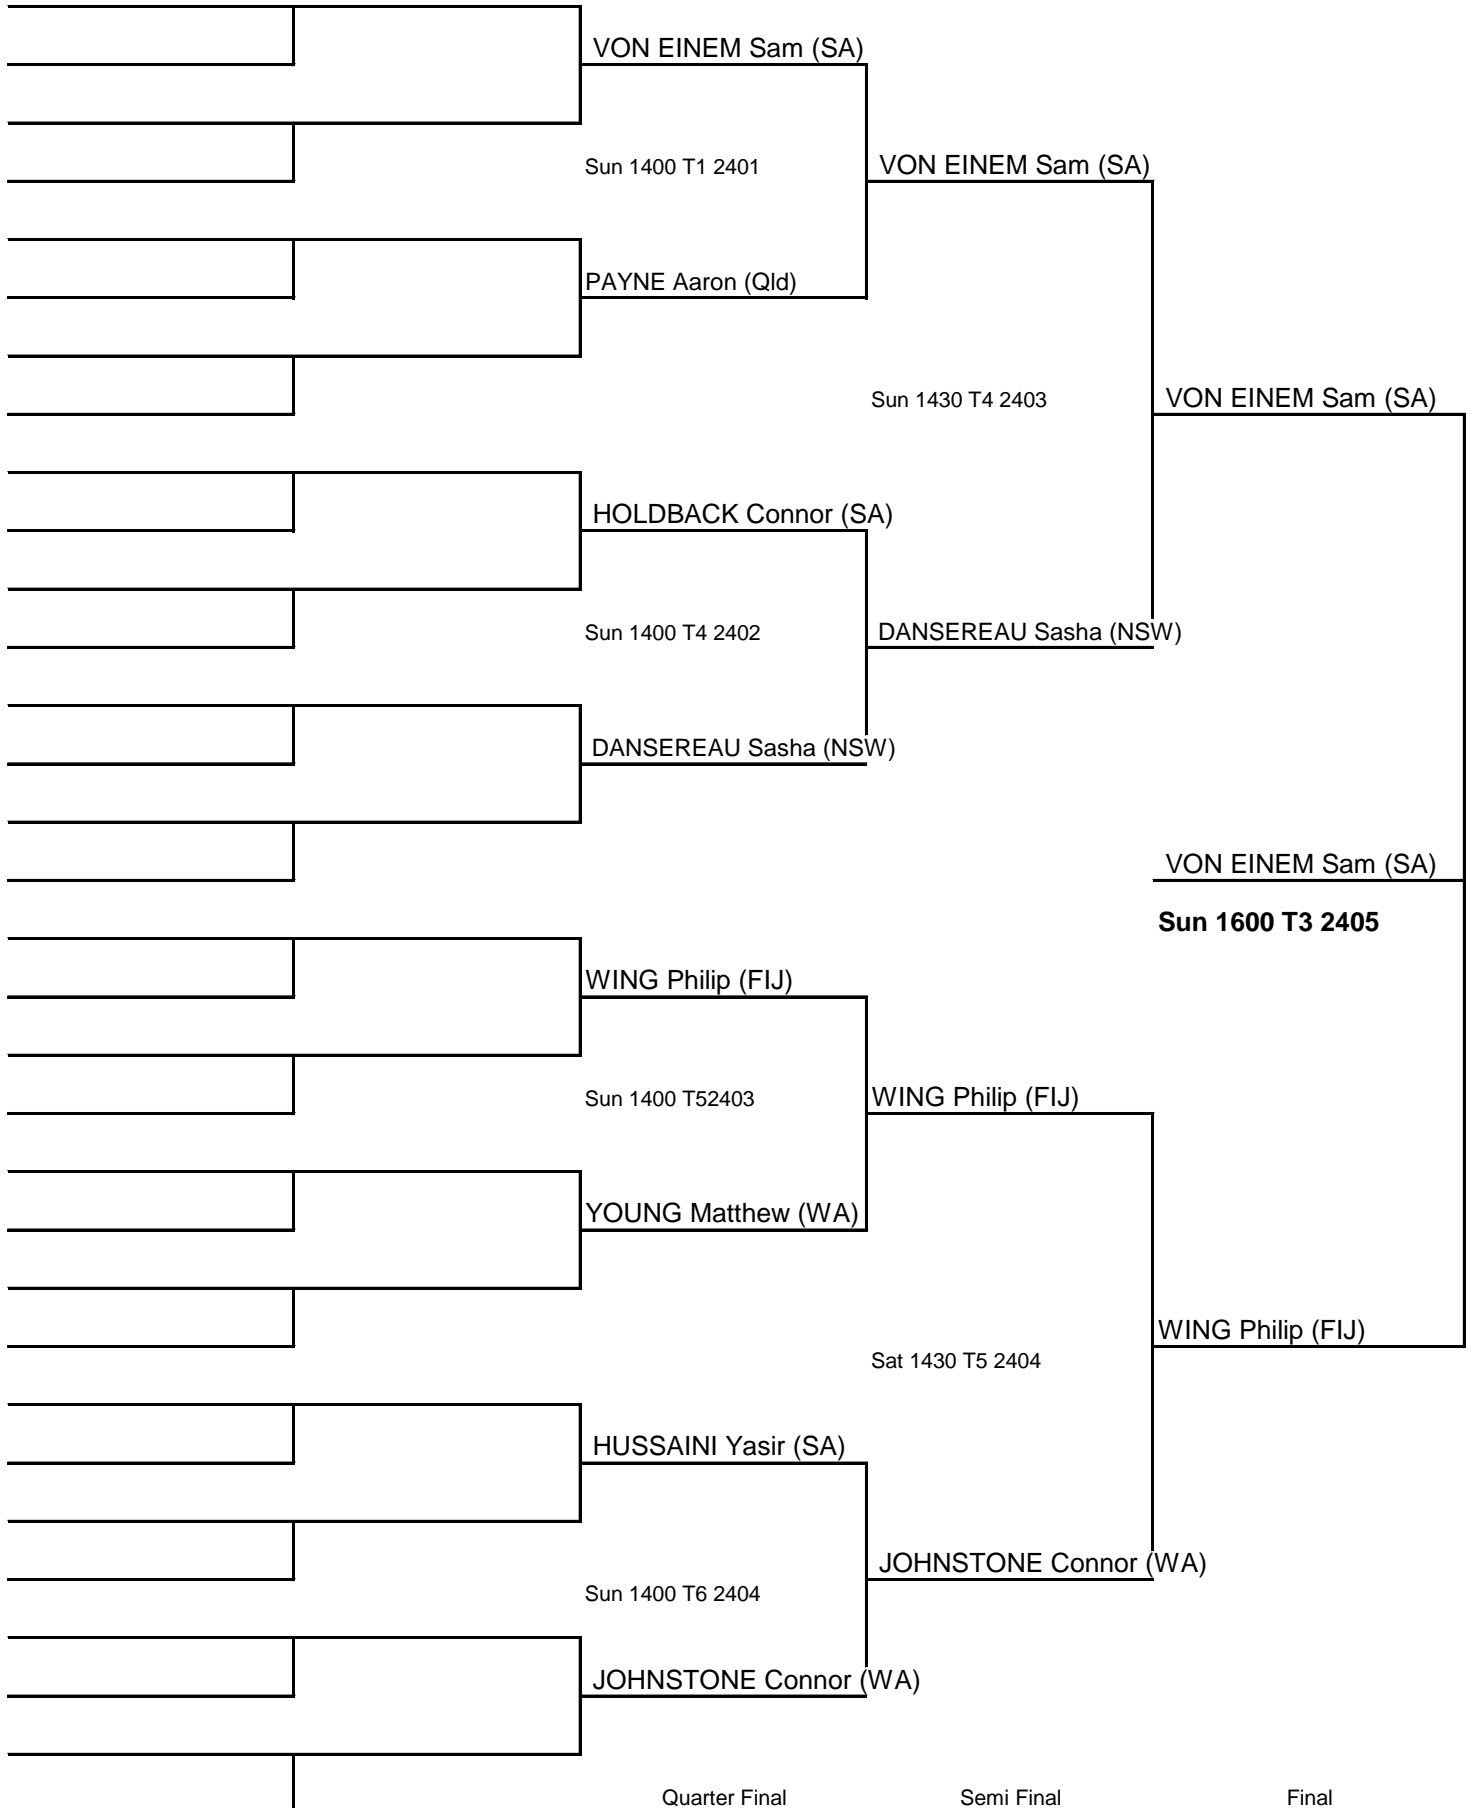 VON EINEM Sam (SA)
Sun 1400 T1 2401
VON EINEM Sam (SA)
PAYNE Aaron (Qld)
Sun 1430 T4 2403
VON EINEM Sam (SA)
HOLDBACK Connor (SA)
Sun 1400 T4 2402
DANSEREAU Sasha (NSW)
DANSEREAU Sasha (NSW)
VON EINEM Sam (SA)
Sun 1600 T3 2405
WING Philip (FIJ)
Sun 1400 T52403
WING Philip (FIJ)
YOUNG Matthew (WA)
WING Philip (FIJ)
Sat 1430 T5 2404
HUSSAINI Yasir (SA)
JOHNSTONE Connor (WA)
Sun 1400 T6 2404
JOHNSTONE Connor (WA)
Quarter Final
Semi Final
Final